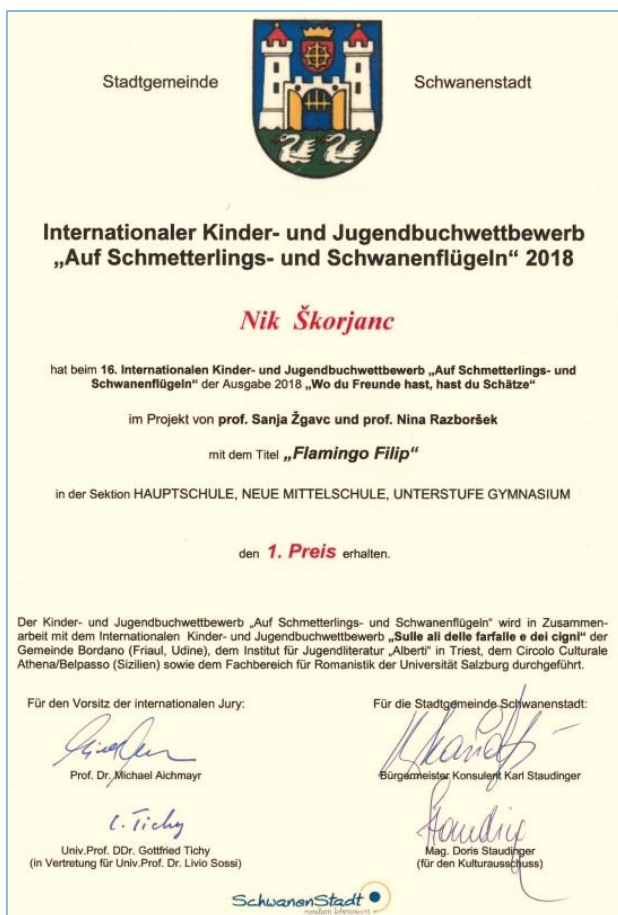 Stadtgemeinde Schwanenstadt
Internationaler Kinder- und Jugendbuchwettbewerb
„Auf Schmetterlings- und Schwanenflügeln“ 2018
Nik Škorjanc
hat beim 16. Internationalen Kinder- und Jugendbuchwettbewerb „Auf Schmetterlings- und
Schwanenflügeln“ der Ausgabe 2018 „Wo du Freunde hast, hast du Schätze“
im Projekt von prof. Sanja Žgavc und prof. Nina Razboršek
mit dem Titel „Flamingo Filip“
in der Sektion HAUPTSCHULE, NEUE MITTELSCHULE, UNTERSTUFE GYMNASIUM
den 1. Preis erhalten.
Der Kinder- und Jugendbuchwettbewerb „Auf Schmetterlings- und Schwanenflügeln“ wird in Zusammen-
arbeit mit dem Internationalen Kinder- und Jugendbuchwettbewerb „Sulle ali delle farfalle e dei cigni“ der
Gemeinde Bordano (Friaul, Udine), dem Institut für Jugendliteratur „Alberti“ in Triest, dem Circolo Culturale
Athena/Belpasso (Sizilien) sowie dem Fachbereich für Romanistik der Universität Salzburg durchgeführt.
Für den Vorsitz der internationalen Jury:
Prof. Dr. Michael Aichmayr
L. Tichy
Univ.Prof. DDr. Gottfried Tichy
(in Vertretung für Univ.Prof. Dr. Livio Sossi)
Für die Stadtgemeinde Schwanenstadt:
Bürgermeister Konsulent Karl Staudinger
Mag. Doris Staudinger
(für den Kulturausschuss)
SchwanenStadt
rundum lebenswert